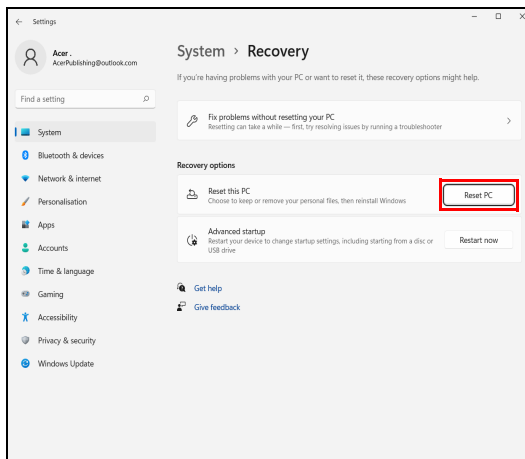 Settings
Acer .
AcerPublishing@outlook.com
System > Recovery
If you're having problems with your PC or want to reset it, these recovery options might help.
Find a setting
Fix problems without resetting your PC
Resetting can take a while — first, try resolving issues by running a troubleshooter
System
Bluetooth & devices
Network & internet
Personalisation
Apps
Accounts
Time & language
Gaming
Accessibility
Privacy & security
Windows Update
Recovery options
Reset this PC
Choose to keep or remove your personal files, then reinstall Windows
Reset PC
Advanced startup
Restart your device to change startup settings, including starting from a disc or
USB drive
Restart now
Get help
Give feedback